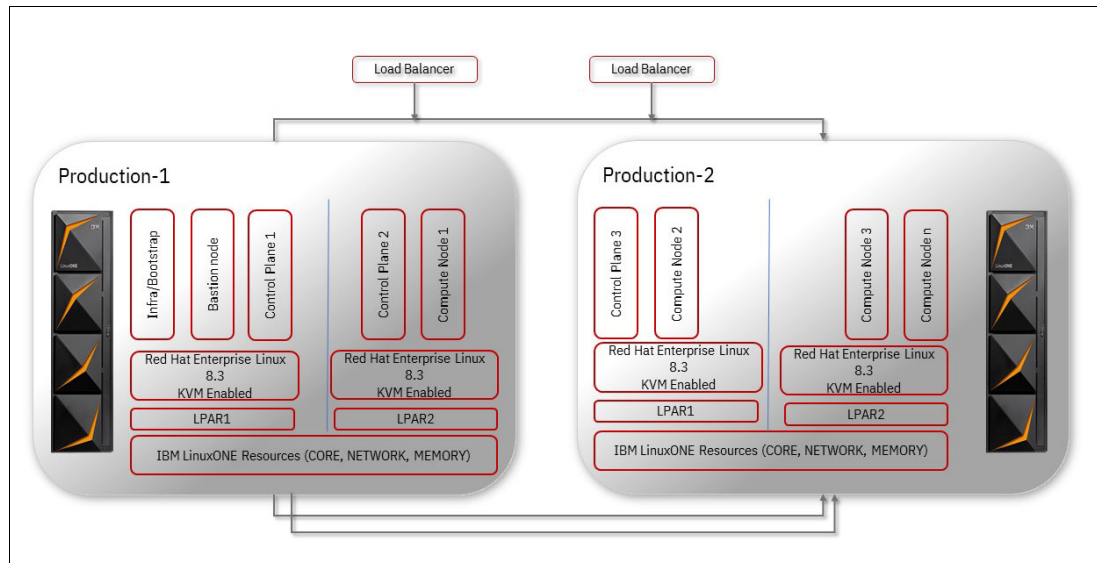 Load Balancer
Load Balancer
Production-1
Infra/Bootstrap
Bastion node
Control Plane 1
Control Plane 2
Compute Node 1
Red Hat Enterprise Linux
8.3
KVM Enabled
Red Hat Enterprise Linux
8.3
KVM Enabled
LPAR1
LPAR2
IBM LinuxONE Resources (CORE, NETWORK, MEMORY)
IBM
LinuxONE
Production-2
Control Plane 3
Compute Node 2
Compute Node 3
Compute Node n
Red Hat Enterprise Linux
8.3
KVM Enabled
Red Hat Enterprise Linux
8.3
KVM Enabled
LPAR1
LPAR2
IBM LinuxONE Resources (CORE, NETWORK, MEMORY)
IBM
LinuxONE